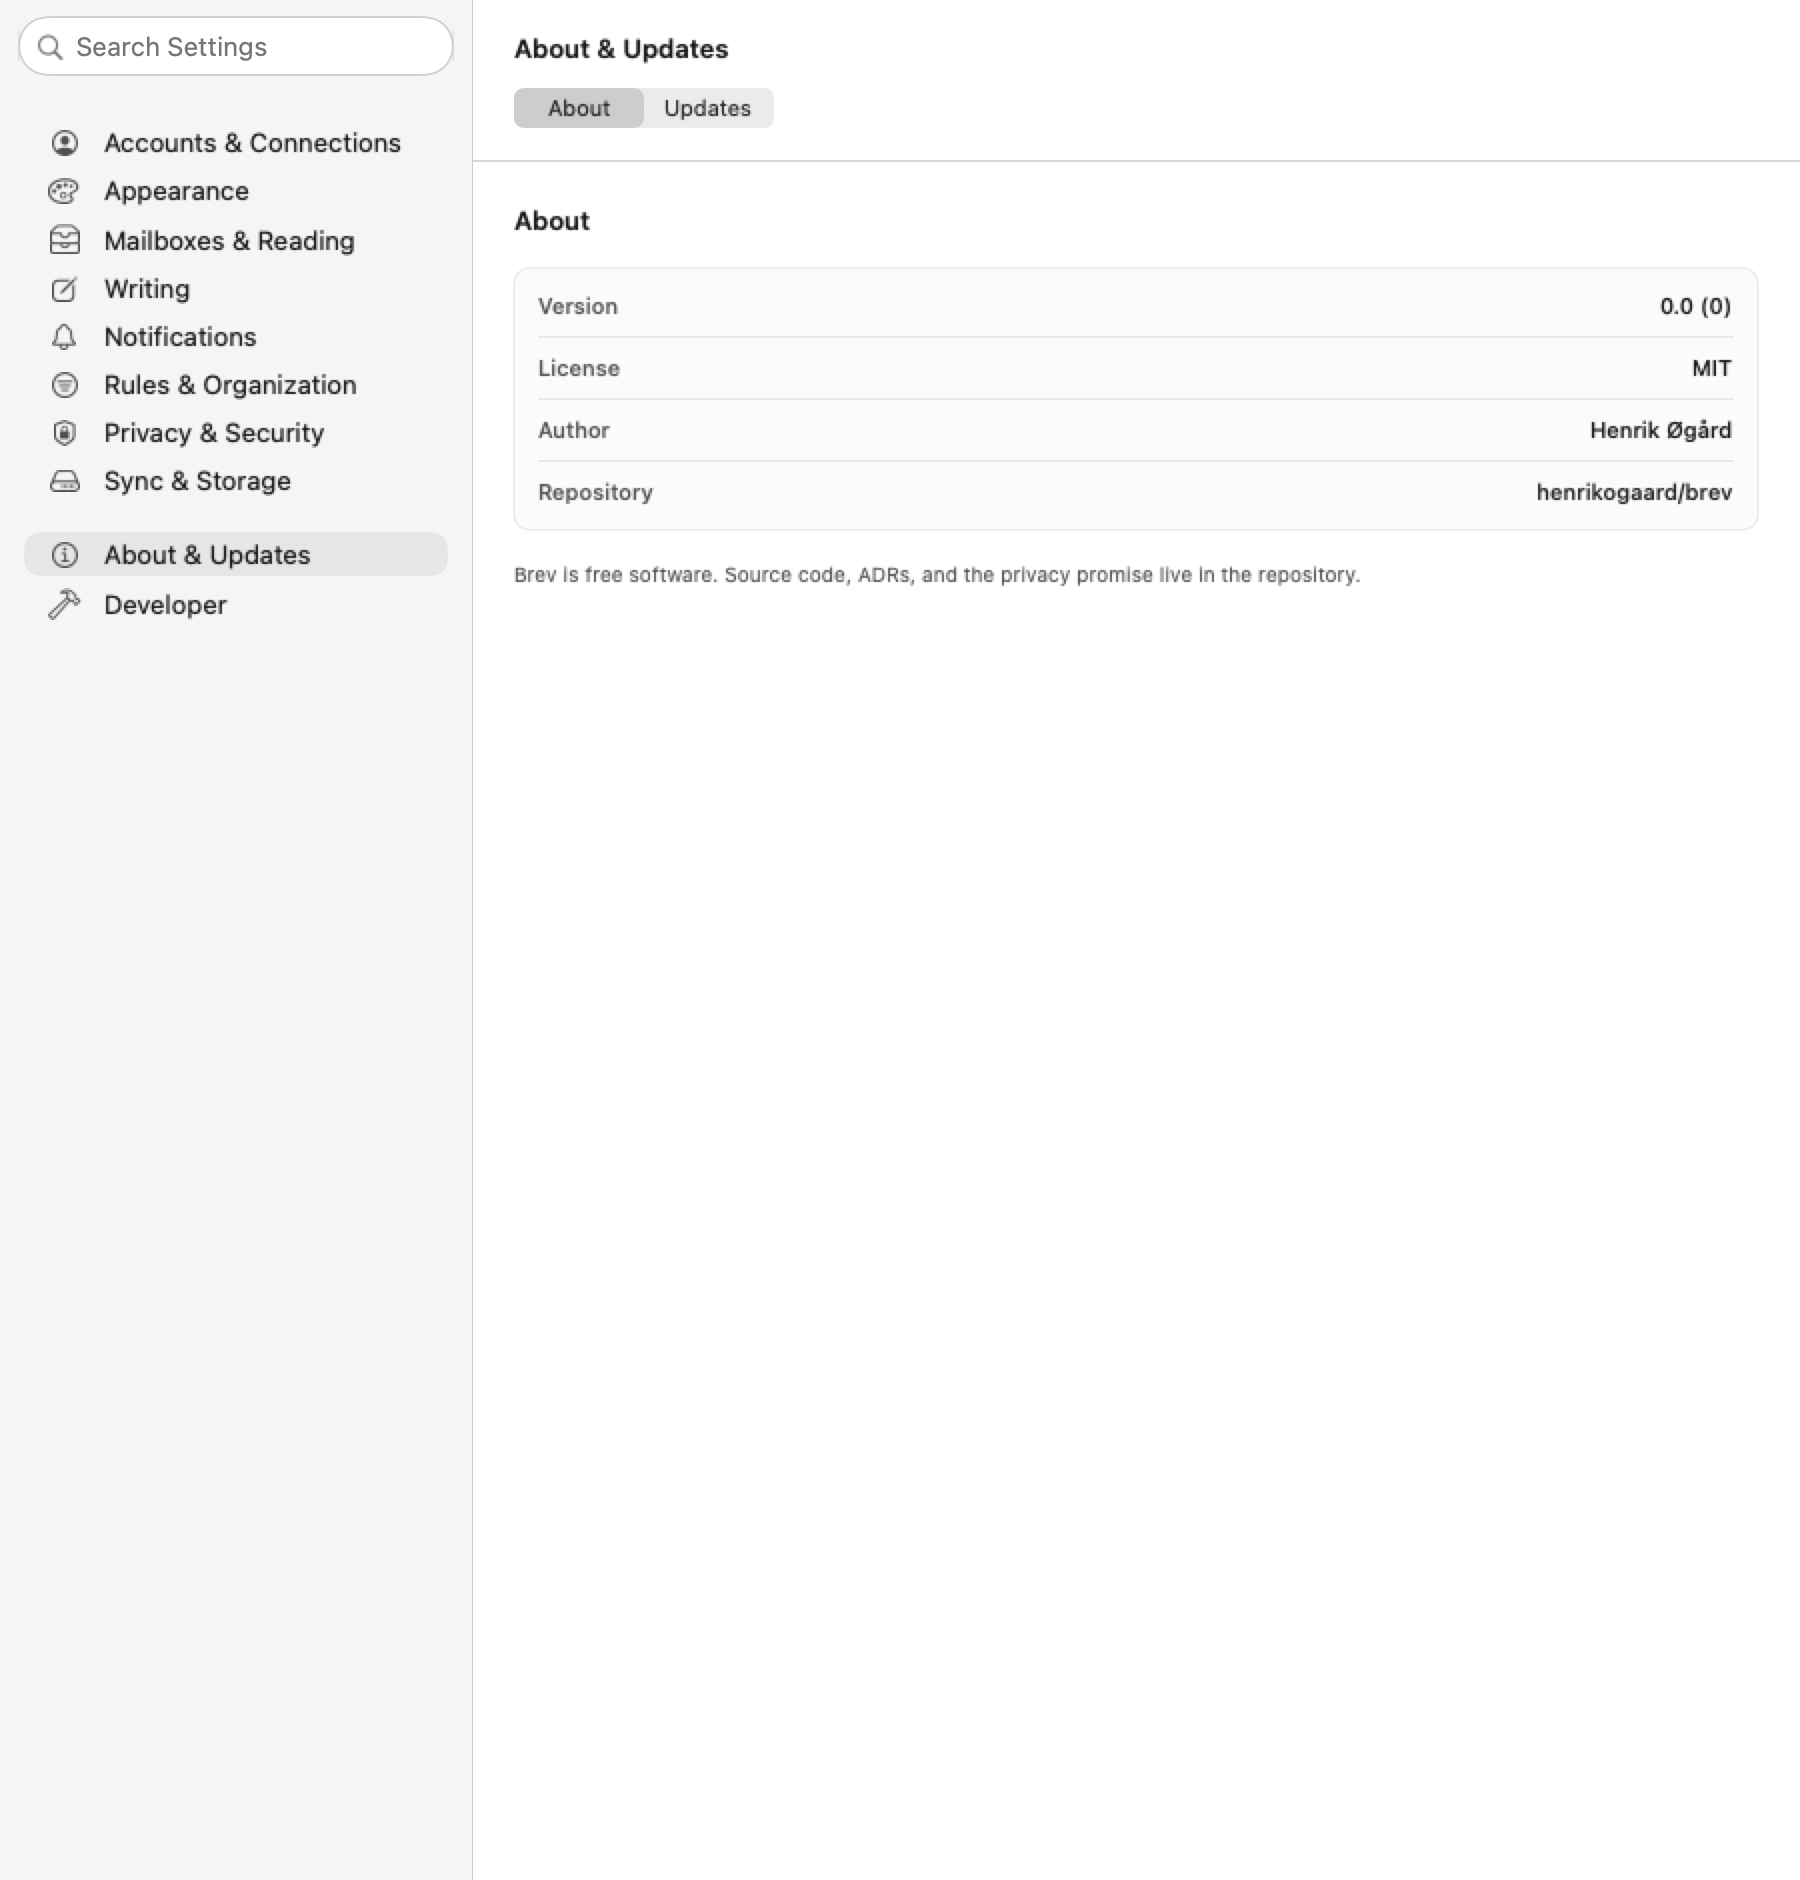 Search Settings
Accounts & Connections
Appearance
Mailboxes & Reading
Writing
Notifications
Rules & Organization
Privacy & Security
Sync & Storage
About & Updates
Developer
About & Updates
About Updates
About
Version 0.0 (0)
License MIT
Author Henrik Øgård
Repository henrikogaard/brev
Brev is free software. Source code, ADRs, and the privacy promise live in the repository.